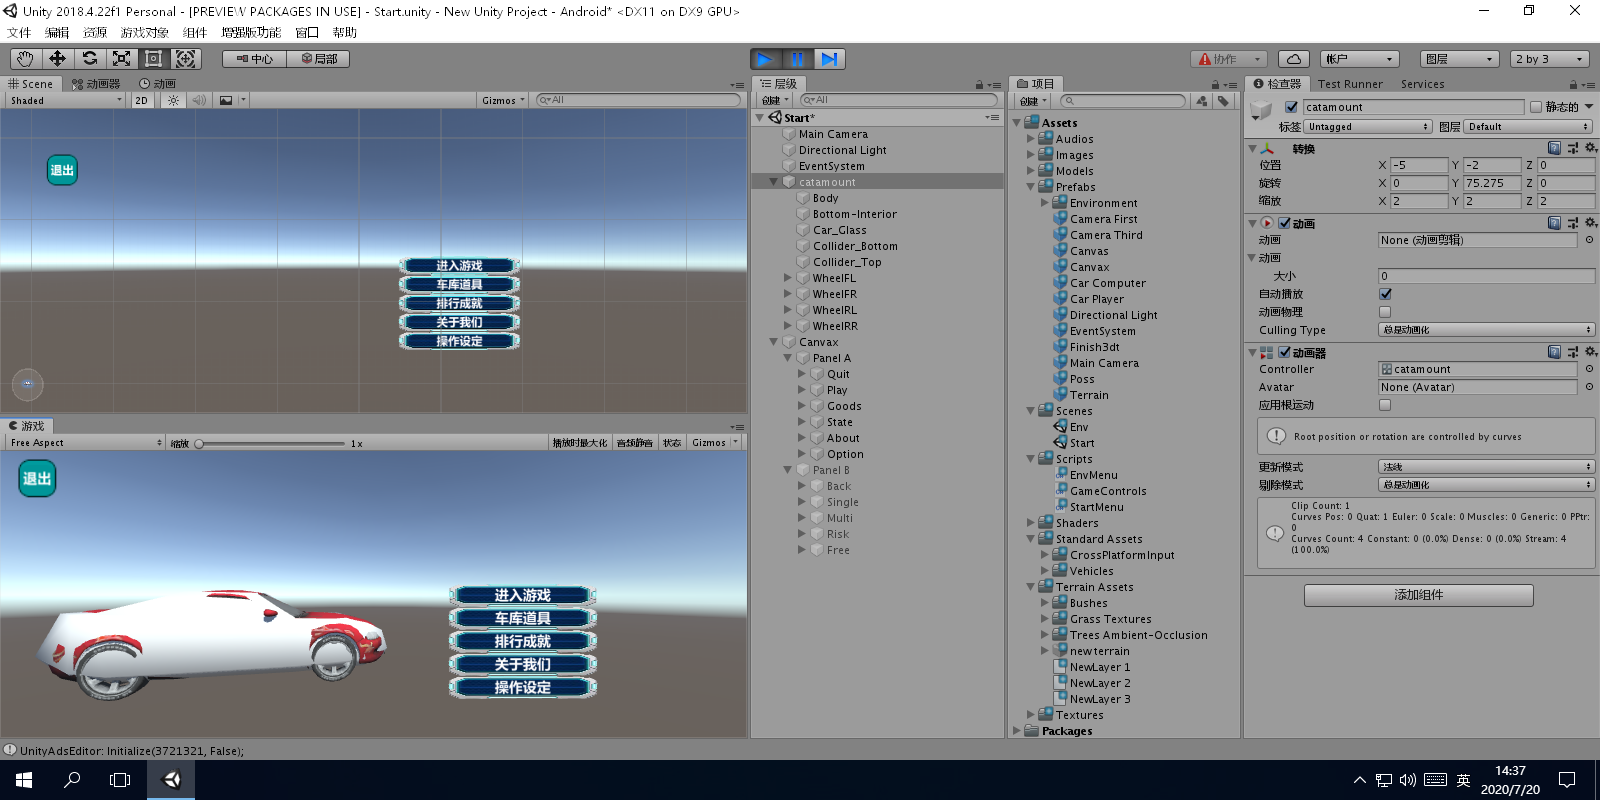 Unity 2018.4.22f1 Personal - [PREVIEW PACKAGES IN USE] - Start.unity - New Unity Project - Android* <DX11 on DX9 GPU>
文件 编辑 资源 游戏对象 组件 增强版功能 窗口 帮助
中心 局部 协作 帐户 图层 2 by 3
Scene 动画器 动画
Shaded 2D Gizmos All
退出
进入游戏
车库道具
排行成就
关于我们
操作设定
游戏
Free Aspect 缩放 1x 播放时最大化 音频静音 状态 Gizmos
退出
进入游戏
车库道具
排行成就
关于我们
操作设定
层级
创建 All
Start*
Main Camera
Directional Light
EventSystem
catamount
Body
Bottom-Interior
Car_Glass
Collider_Bottom
Collider_Top
WheelFL
WheelFR
WheelRL
WheelRR
Canvax
Panel A
Quit
Play
Goods
State
About
Option
Panel B
Back
Single
Multi
Risk
Free
项目
创建
Assets
Audios
Images
Models
Prefabs
Environment
Camera First
Camera Third
Canvas
Canvax
Car Computer
Car Player
Directional Light
EventSystem
Finish3dt
Main Camera
Poss
Terrain
Scenes
Env
Start
Scripts
EnvMenu
GameControls
StartMenu
Shaders
Standard Assets
CrossPlatformInput
Vehicles
Terrain Assets
Bushes
Grass Textures
Trees Ambient-Occlusion
newterrain
NewLayer 1
NewLayer 2
NewLayer 3
Textures
Packages
检查器 Test Runner Services
catamount 静态的
标签 Untagged 图层 Default
转换
位置 X -5 Y -2 Z 0
旋转 X 0 Y 75.275 Z 0
缩放 X 2 Y 2 Z 2
动画
动画 None (动画剪辑)
动画
大小 0
自动播放
动画物理
Culling Type 总是动画化
动画器
Controller catamount
Avatar None (Avatar)
应用根运动
Root position or rotation are controlled by curves
更新模式 法线
剔除模式 总是动画化
Clip Count: 1
Curves Pos: 0 Quat: 1 Euler: 0 Scale: 0 Muscles: 0 Generic: 0 PPtr:
0
Curves Count: 4 Constant: 0 (0.0%) Dense: 0 (0.0%) Stream: 4
(100.0%)
添加组件
UnityAdsEditor: Initialize(3721321, False);
英
14:37
2020/7/20